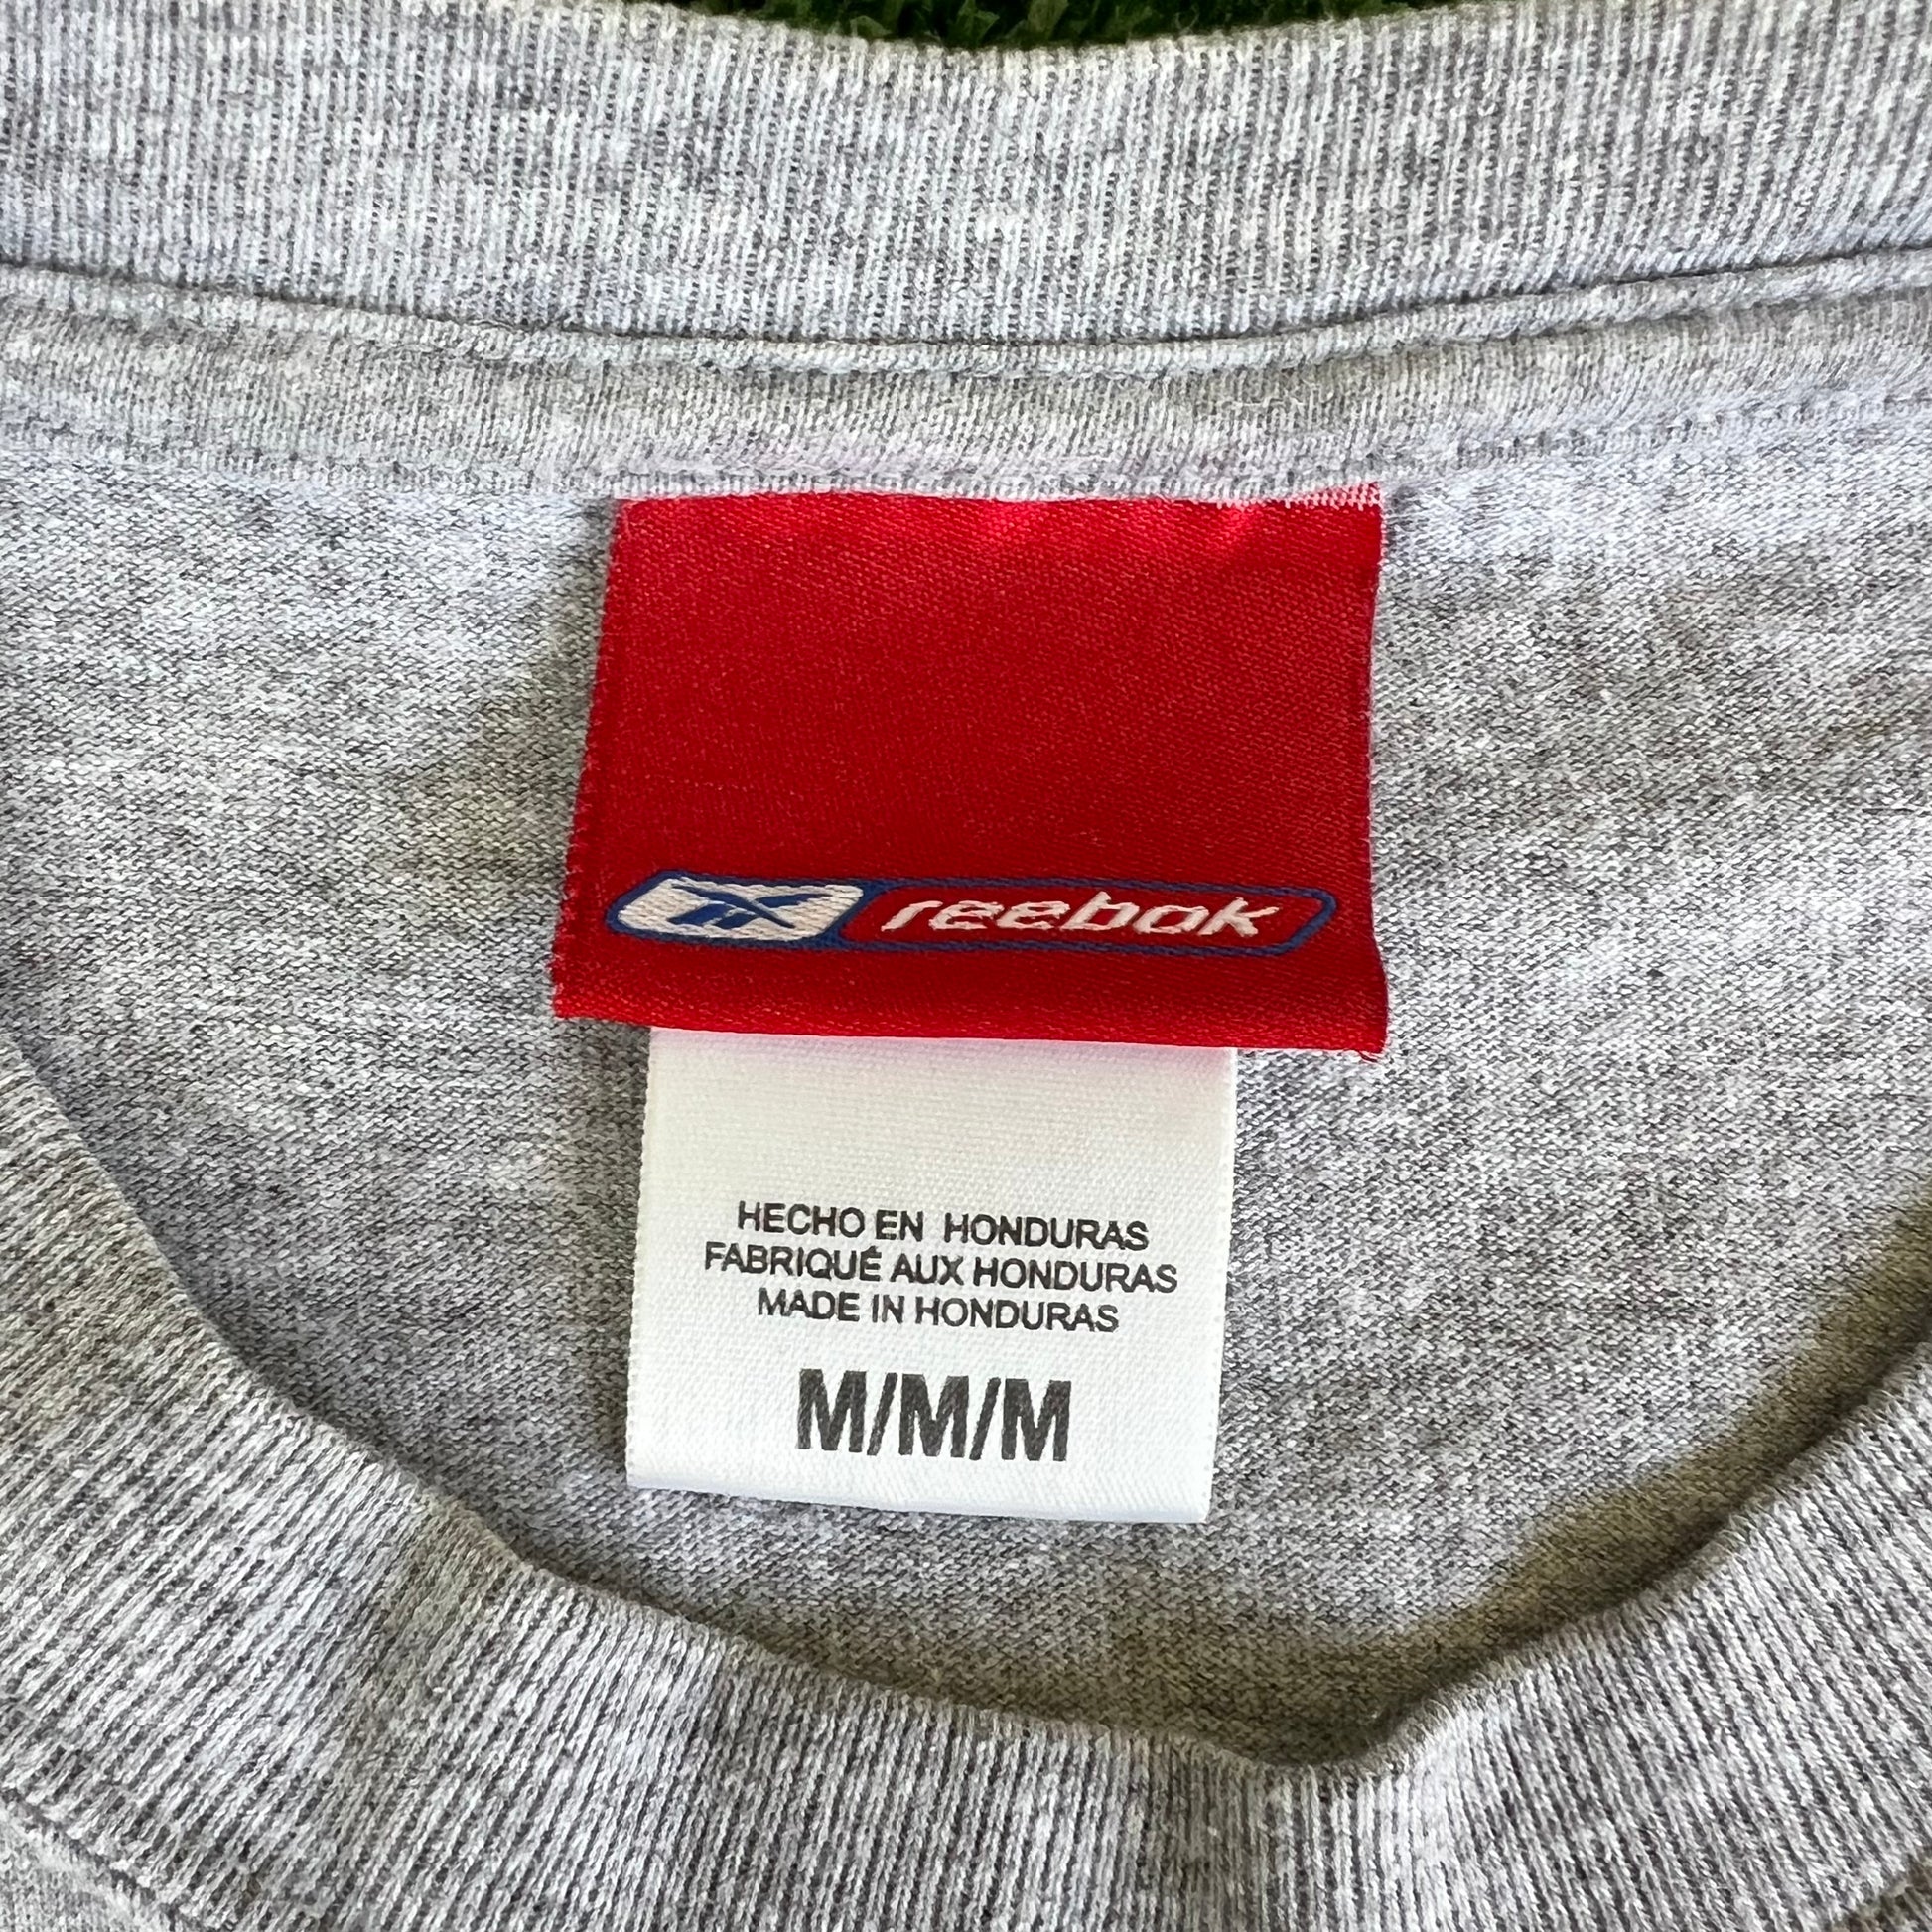 reebok
HECHO EN HONDURAS
FABRIQUÉ AUX HONDURAS
MADE IN HONDURAS
M/M/M